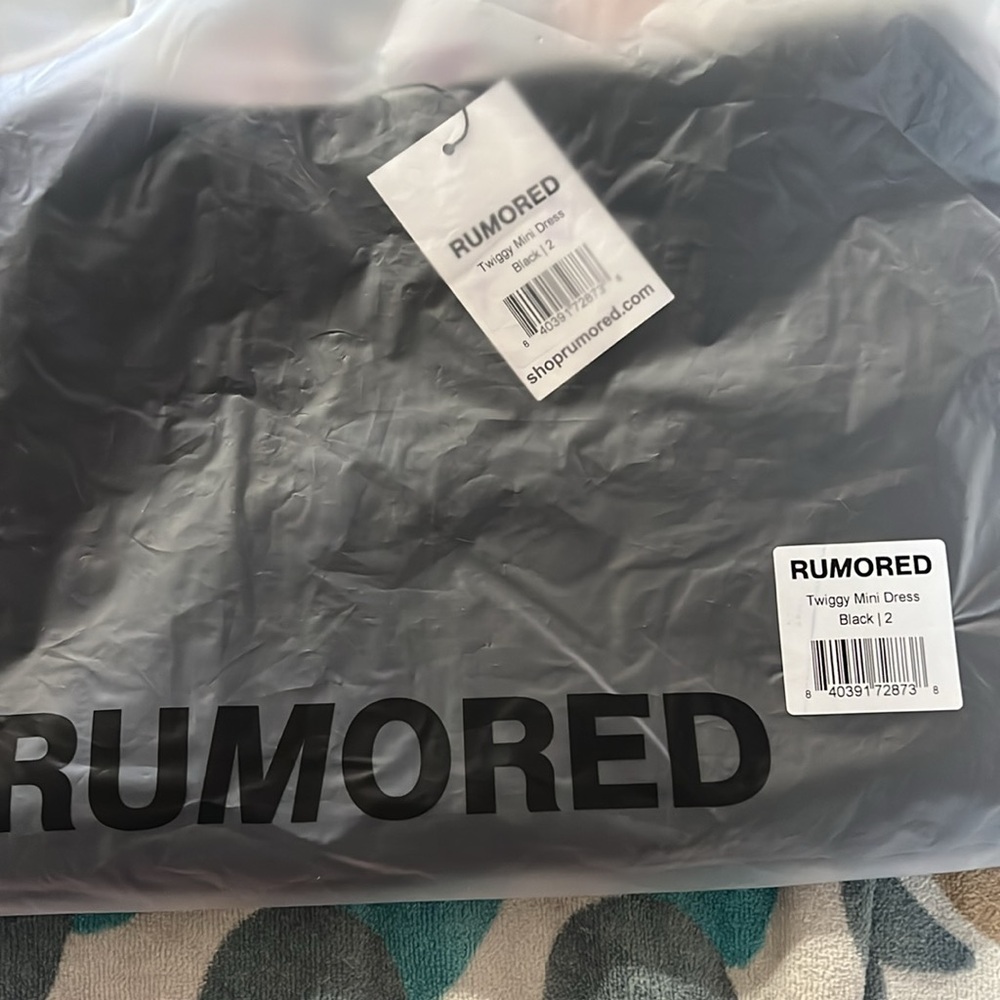 RUMORED
Twiggy Mini Dress
Black | 2
8 40391 72873 8
shoprumored.com
RUMORED
Twiggy Mini Dress
Black | 2
8 40391 72873 8
RUMORED